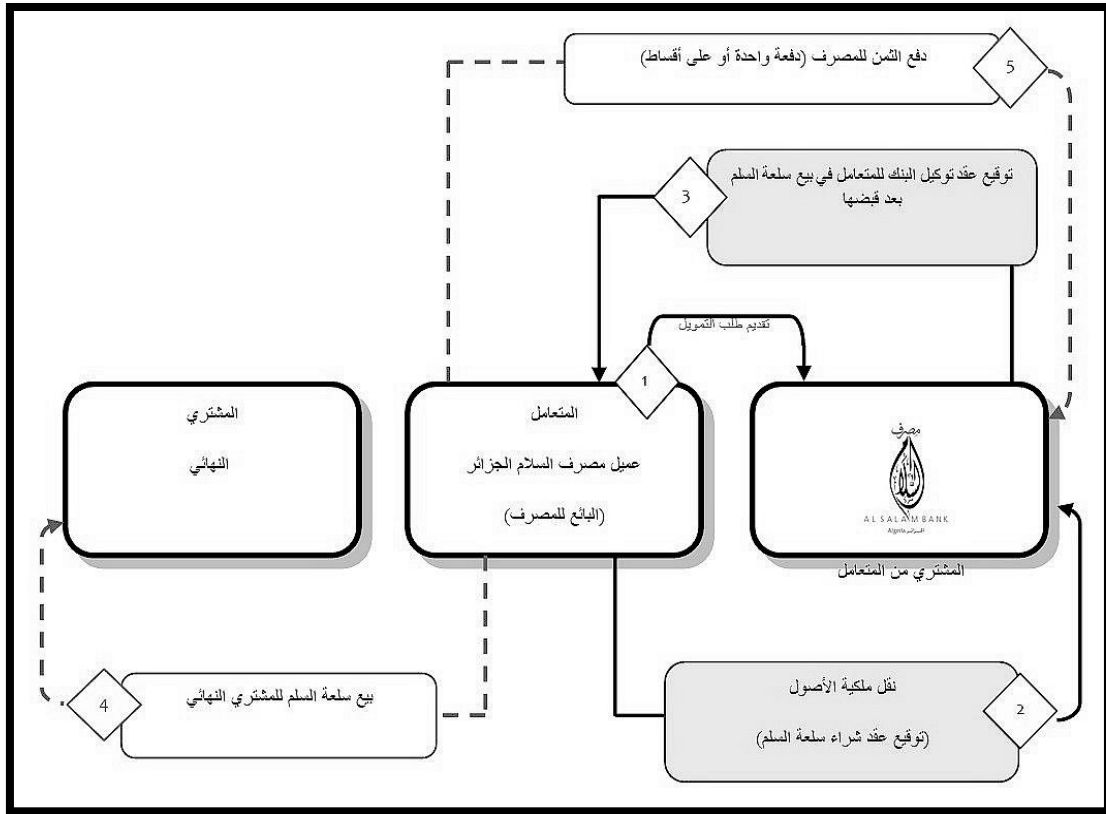 دفع الثمن للمصرف (دفعة واحدة أو على أقساط)
5
توقيع عقد توكيل البنك للمتعامل في بيع سلعة السلم
بعد قبضها
3
تقديم طلب التمويل
1
المشتري
النهائي
المتعامل
عميل مصرف السلام الجزائر
(البائع للمصرف)
مصرف
السلام
AL SALAM BANK
Algeria الجزائر
المشتري من المتعامل
نقل ملكية الأصول
(توقيع عقد شراء سلعة السلم)
2
بيع سلعة السلم للمشتري النهائي
4